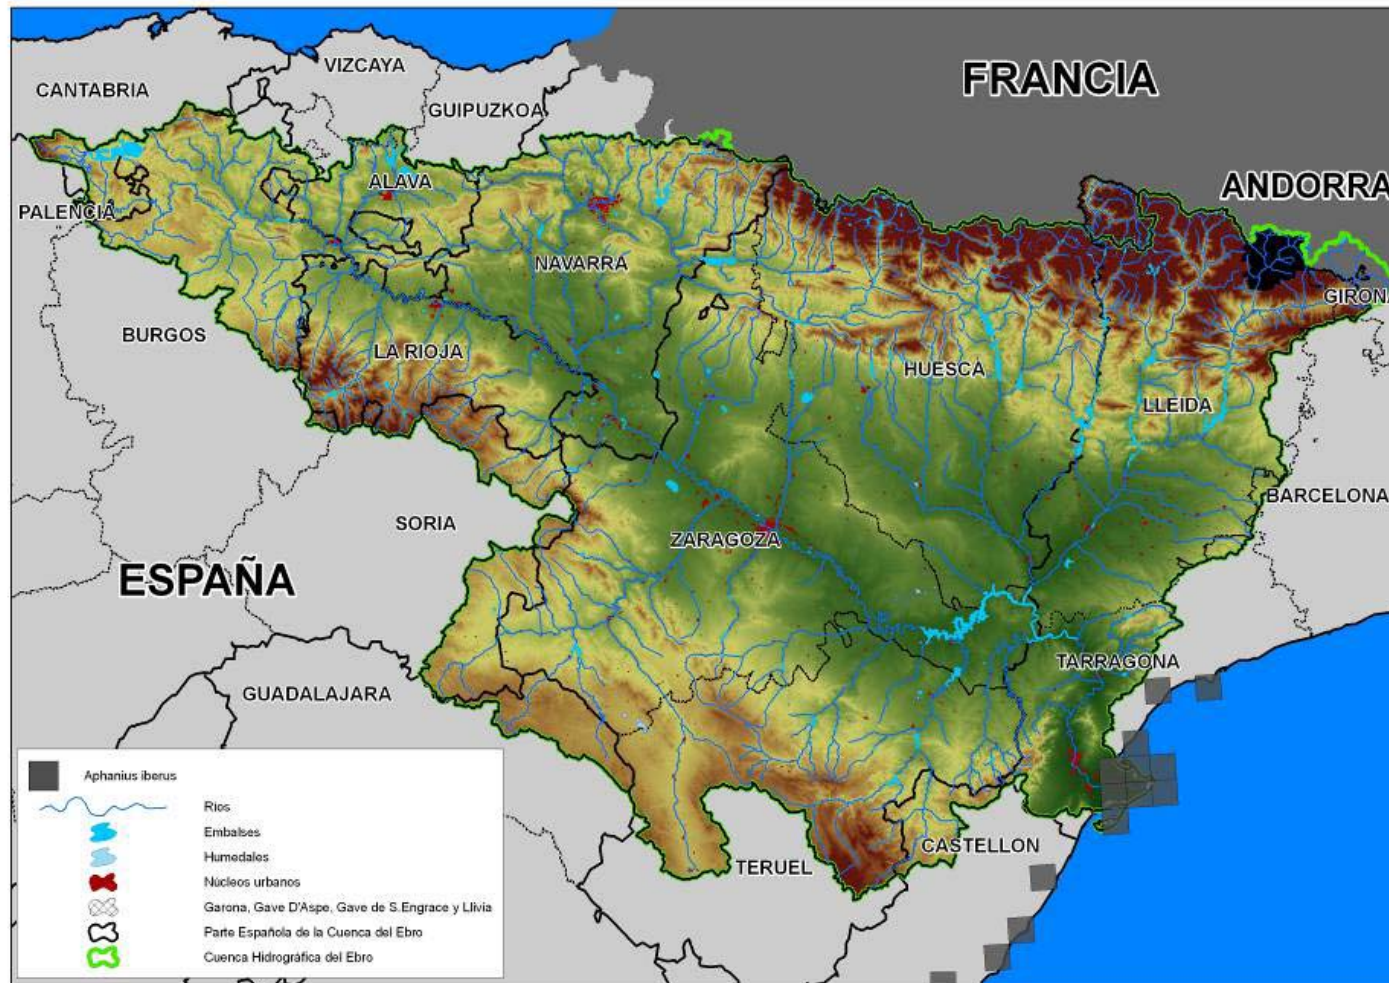 FRANCIA
VIZCAYA
CANTABRIA
GUIPUZKOA
ANDORRA
ALAVA
PALENCIA
NAVARRA
GIRON
BURGOS
LA RIOJA
HUESCA
LLEIDA
BARCELONA
SORIA
ZARAGOZA
ESPAÑA
TARRAGONA
GUADALAJARA
CASTELLON
TERUEL
Aphanius iberus
Rios
Embalses
Humedales
Núcleos urbanos
Garona, Gave D'Aspe, Gave de S.Engrace y Llivia
Parte Española de la Cuenca del Ebro
Cuenca Hidrográfica del Ebro